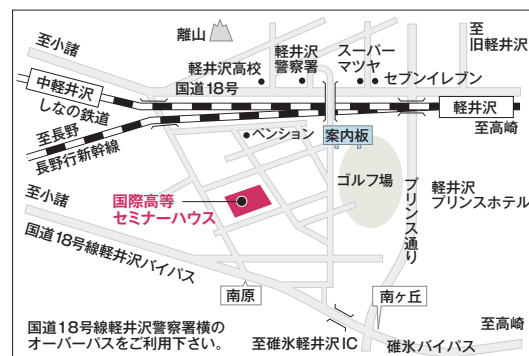 離山
至
旧軽井沢
至小諸
軽井沢高校
軽井沢
警察署
スーパー
マツヤ
セブンイレブン
国道18号
中軽井沢
しなの鉄道
軽井沢
至長野
長野行新幹線
ペンション
案内板
至高崎
至小諸
国際高等
セミナーハウス
ゴルフ場
プリンス通り
軽井沢
プリンスホテル
国道18号線軽井沢バイパス
南原
南ヶ丘
国道18号線軽井沢警察署横の
オーバーパスをご利用下さい。
至碓氷軽井沢IC
碓氷バイパス
至高崎